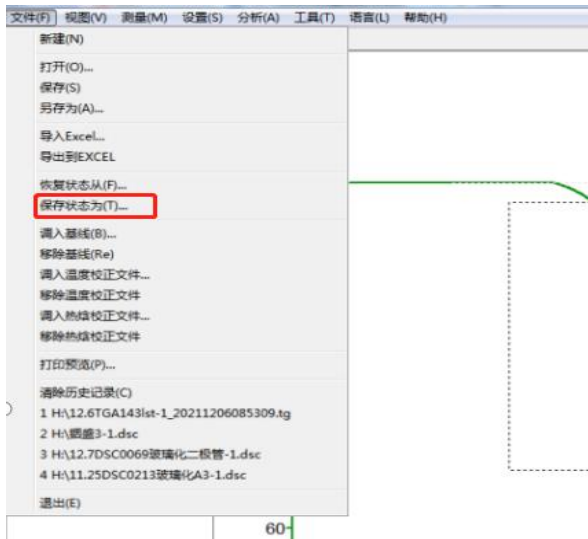 文件(F) 视图(V) 测量(M) 设置(S) 分析(A) 工具(T) 语言(L) 帮助(H)
新建(N)
打开(O)...
保存(S)
另存为(A)...
导入Excel...
导出到EXCEL
恢复状态从(F)...
保存状态为(T)...
调入基线(B)...
移除基线(Re)
调入温度校正文件...
移除温度校正文件
调入热焓校正文件...
移除热焓校正文件
打印预览(P)...
清除历史记录(C)
1 H:\12.6TGA143lst-1_20211206085309.tg
2 H:\盛3-1.dsc
3 H:\12.7DSC0069玻璃化二极管-1.dsc
4 H:\11.25DSC0213玻璃化A3-1.dsc
退出(E)
60